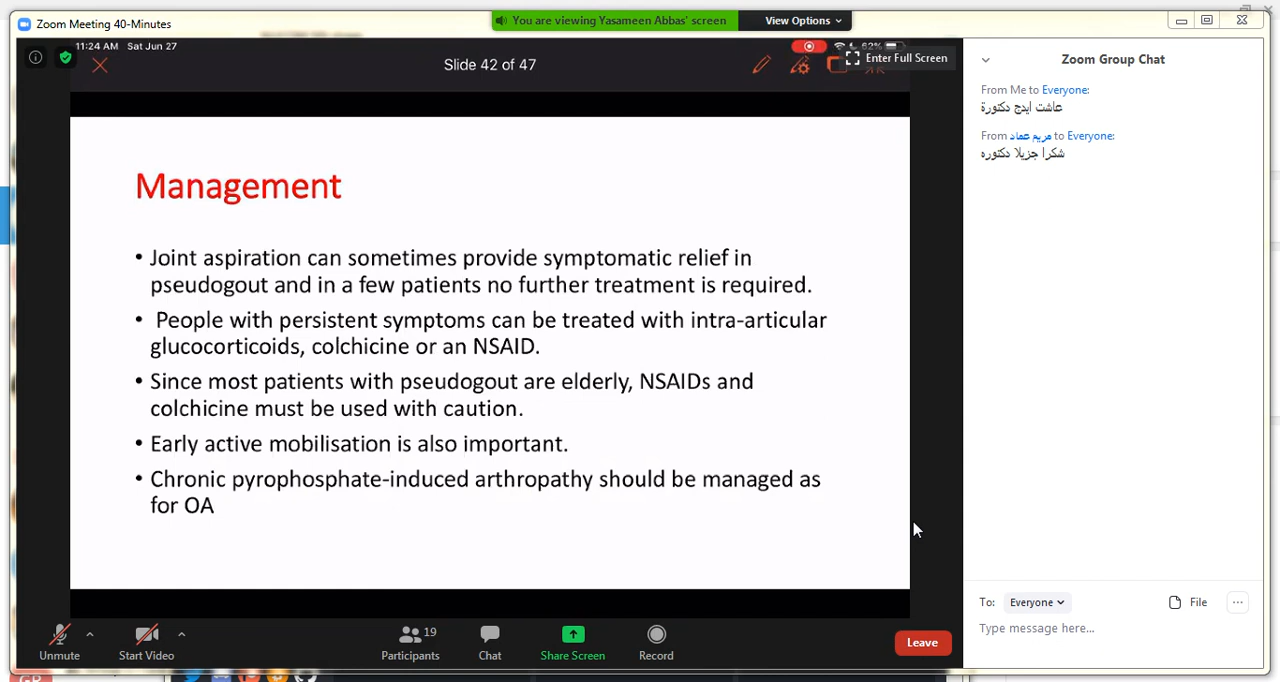 Zoom Meeting 40-Minutes
You are viewing Yasameen Abbas' screen
View Options
11:24 AM Sat Jun 27
62%
Slide 42 of 47
Enter Full Screen
Management
• Joint aspiration can sometimes provide symptomatic relief in
pseudogout and in a few patients no further treatment is required.
• People with persistent symptoms can be treated with intra-articular
glucocorticoids, colchicine or an NSAID.
• Since most patients with pseudogout are elderly, NSAIDs and
colchicine must be used with caution.
• Early active mobilisation is also important.
• Chronic pyrophosphate-induced arthropathy should be managed as
for OA
Zoom Group Chat
From Me to Everyone:
عاشت ايدج دكتورة
From مريم عماد to Everyone:
شكرا جزيلا دكتوره
To: Everyone
File
Type message here...
Unmute
Start Video
19
Participants
Chat
Share Screen
Record
Leave